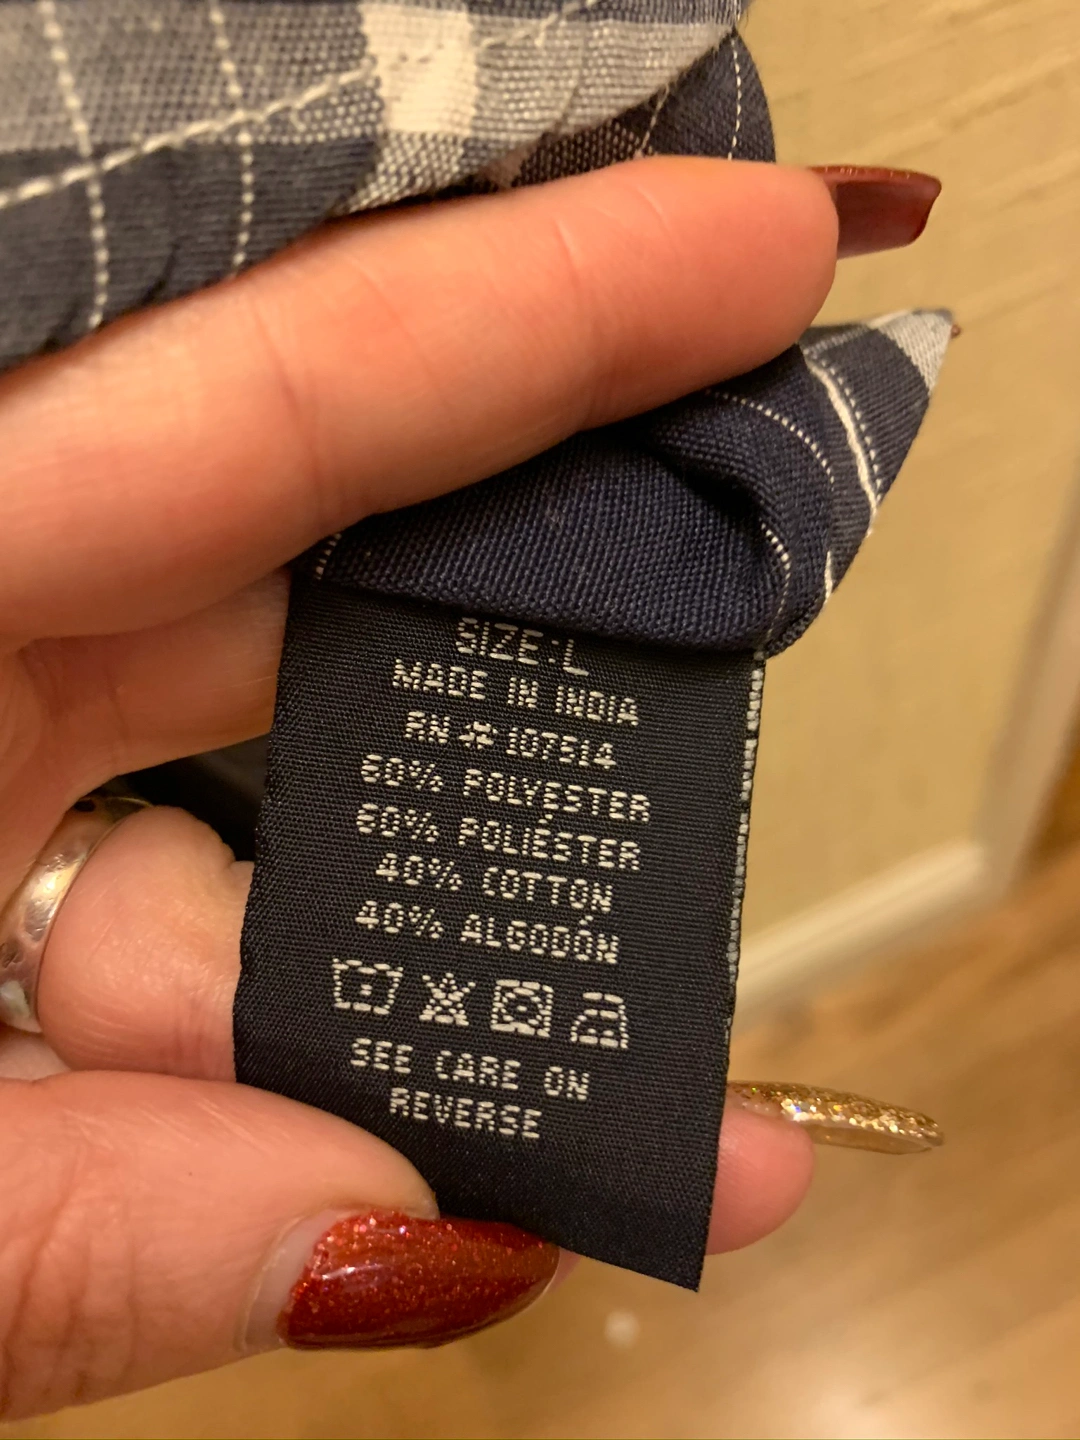 SIZE:L
MADE IN INDIA
RN # 107514
60% POLYESTER
60% POLIÉSTER
40% COTTON
40% ALGODÓN
SEE CARE ON
REVERSE